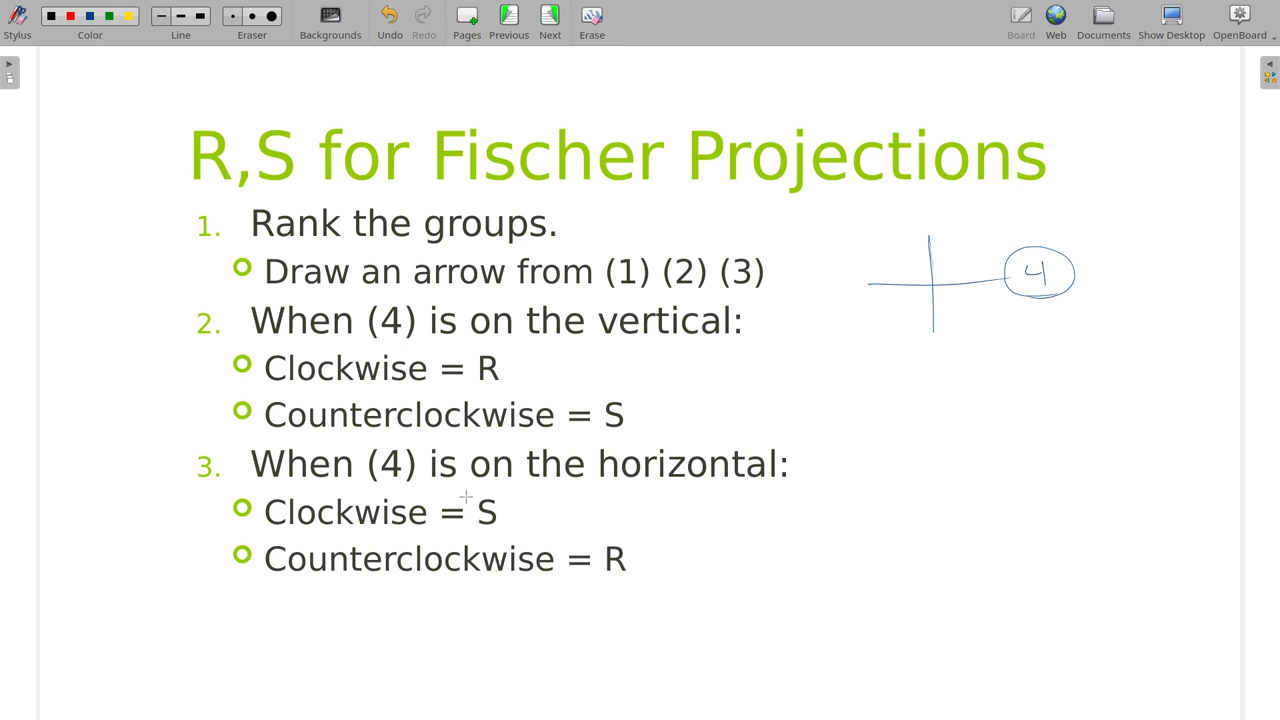 Stylus Color Line Eraser Backgrounds Undo Redo Pages Previous Next Erase Board Web Documents Show Desktop OpenBoard
R,S for Fischer Projections
1. Rank the groups.
Draw an arrow from (1) (2) (3)
4
2. When (4) is on the vertical:
Clockwise = R
Counterclockwise = S
3. When (4) is on the horizontal:
Clockwise = S
Counterclockwise = R